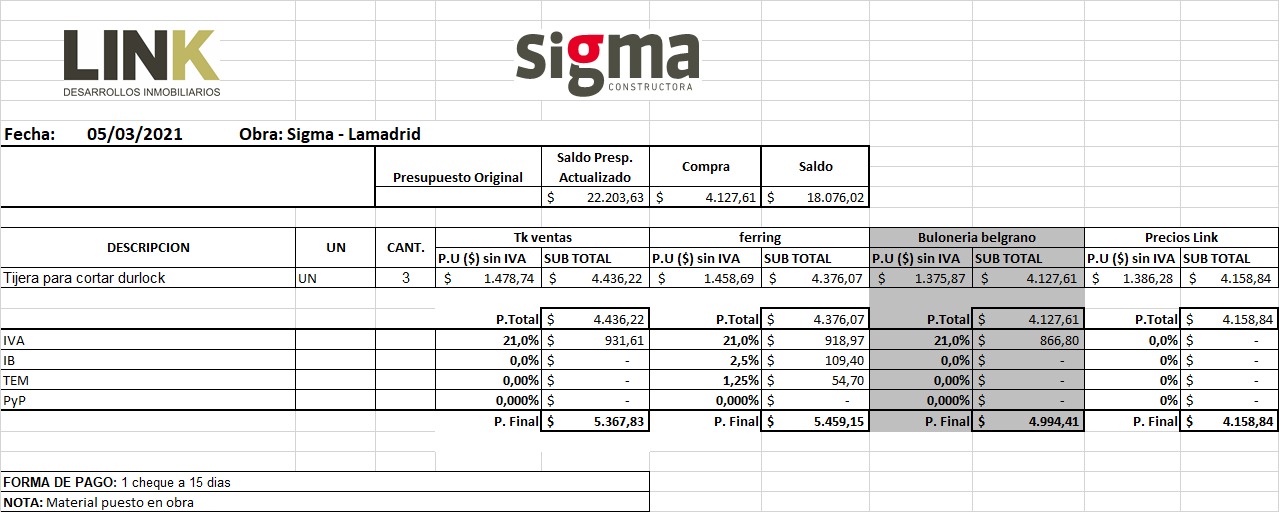 LINK
DESARROLLOS INMOBILIARIOS
sigma
CONSTRUCTORA
Fecha: 05/03/2021 Obra: Sigma - Lamadrid
Presupuesto Original Saldo Presp. Actualizado Compra Saldo
$ 22.203,63 $ 4.127,61 $ 18.076,02
DESCRIPCION UN CANT. Tk ventas ferring Buloneria belgrano Precios Link
P.U ($) sin IVA SUB TOTAL P.U ($) sin IVA SUB TOTAL P.U ($) sin IVA SUB TOTAL P.U ($) sin IVA SUB TOTAL
Tijera para cortar durlock UN 3 $ 1.478,74 $ 4.436,22 $ 1.458,69 $ 4.376,07 $ 1.375,87 $ 4.127,61 $ 1.386,28 $ 4.158,84
P.Total $ 4.436,22 P.Total $ 4.376,07 P.Total $ 4.127,61 P.Total $ 4.158,84
IVA 21,0% $ 931,61 21,0% $ 918,97 21,0% $ 866,80 0,0% $ -
IB 0,0% $ - 2,5% $ 109,40 0,0% $ - 0% $ -
TEM 0,00% $ - 1,25% $ 54,70 0,00% $ - 0% $ -
PyP 0,000% $ - 0,000% $ - 0,000% $ - 0% $ -
P. Final $ 5.367,83 P. Final $ 5.459,15 P. Final $ 4.994,41 P. Final $ 4.158,84
FORMA DE PAGO: 1 cheque a 15 dias
NOTA: Material puesto en obra